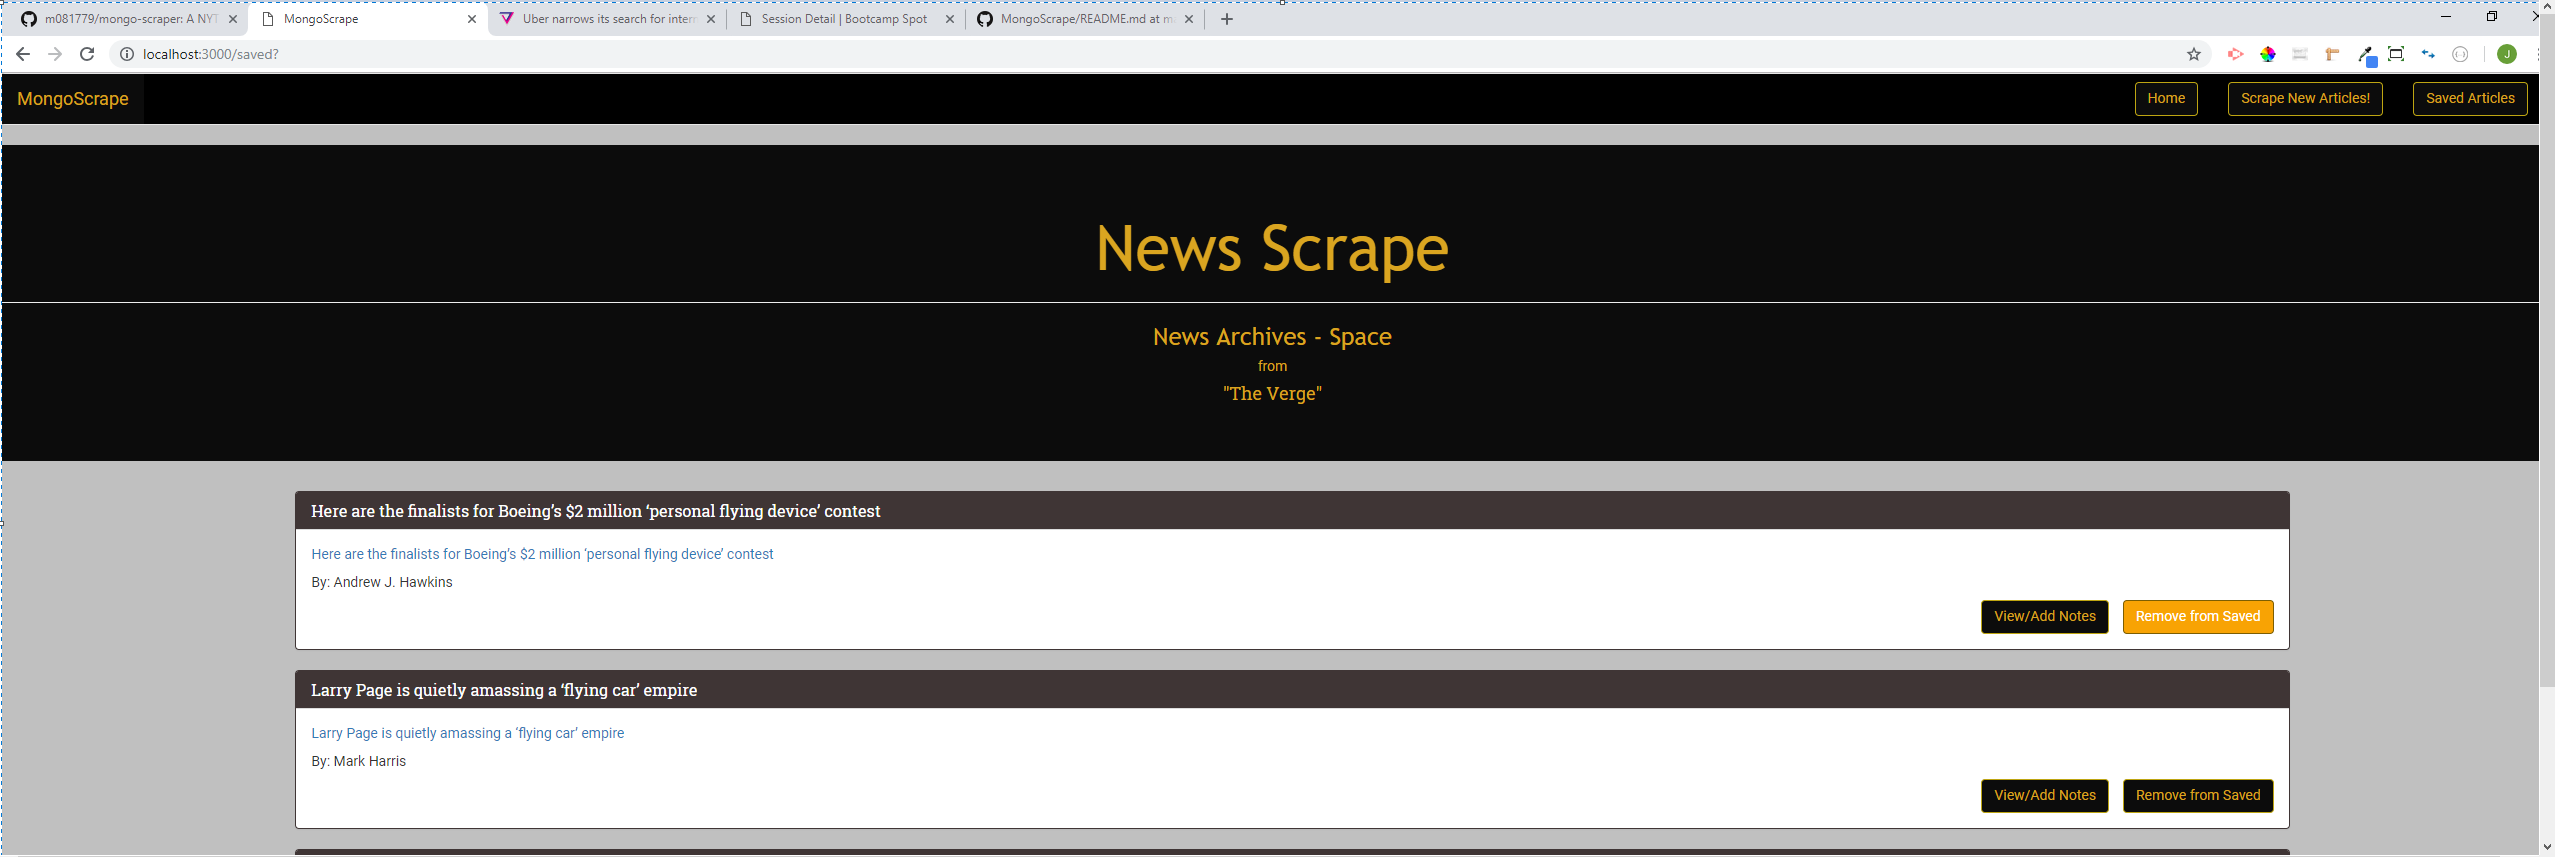 m081779/mongo-scraper: A NYT
MongoScrape
Uber narrows its search for intern
Session Detail | Bootcamp Spot
MongoScrape/README.md at m
localhost:3000/saved?
J
MongoScrape
Home
Scrape New Articles!
Saved Articles
News Scrape
News Archives - Space
from
"The Verge"
Here are the finalists for Boeing’s $2 million ‘personal flying device’ contest
Here are the finalists for Boeing’s $2 million ‘personal flying device’ contest
By: Andrew J. Hawkins
View/Add Notes
Remove from Saved
Larry Page is quietly amassing a ‘flying car’ empire
Larry Page is quietly amassing a ‘flying car’ empire
By: Mark Harris
View/Add Notes
Remove from Saved